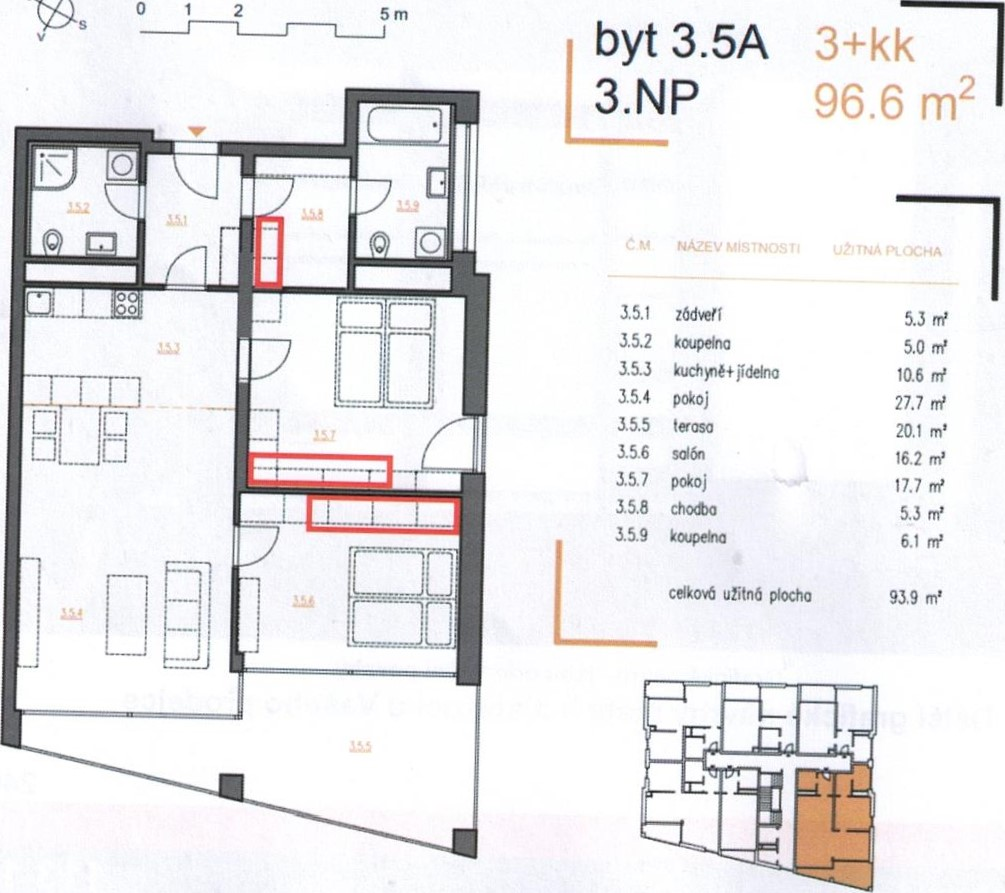 S
V
0 1 2 5 m
byt 3.5A 3+kk
3.NP 96.6 m²
Č.M. NÁZEV MÍSTNOSTI UŽITNÁ PLOCHA
3.5.1 zádveří 5.3 m²
3.5.2 koupelna 5.0 m²
3.5.3 kuchyně+jídelna 10.6 m²
3.5.4 pokoj 27.7 m²
3.5.5 terasa 20.1 m²
3.5.6 salón 16.2 m²
3.5.7 pokoj 17.7 m²
3.5.8 chodba 5.3 m²
3.5.9 koupelna 6.1 m²
celková užitná plocha 93.9 m²
3.5.2
3.5.1
3.5.8
3.5.9
3.5.3
3.5.7
3.5.4
3.5.6
3.5.5